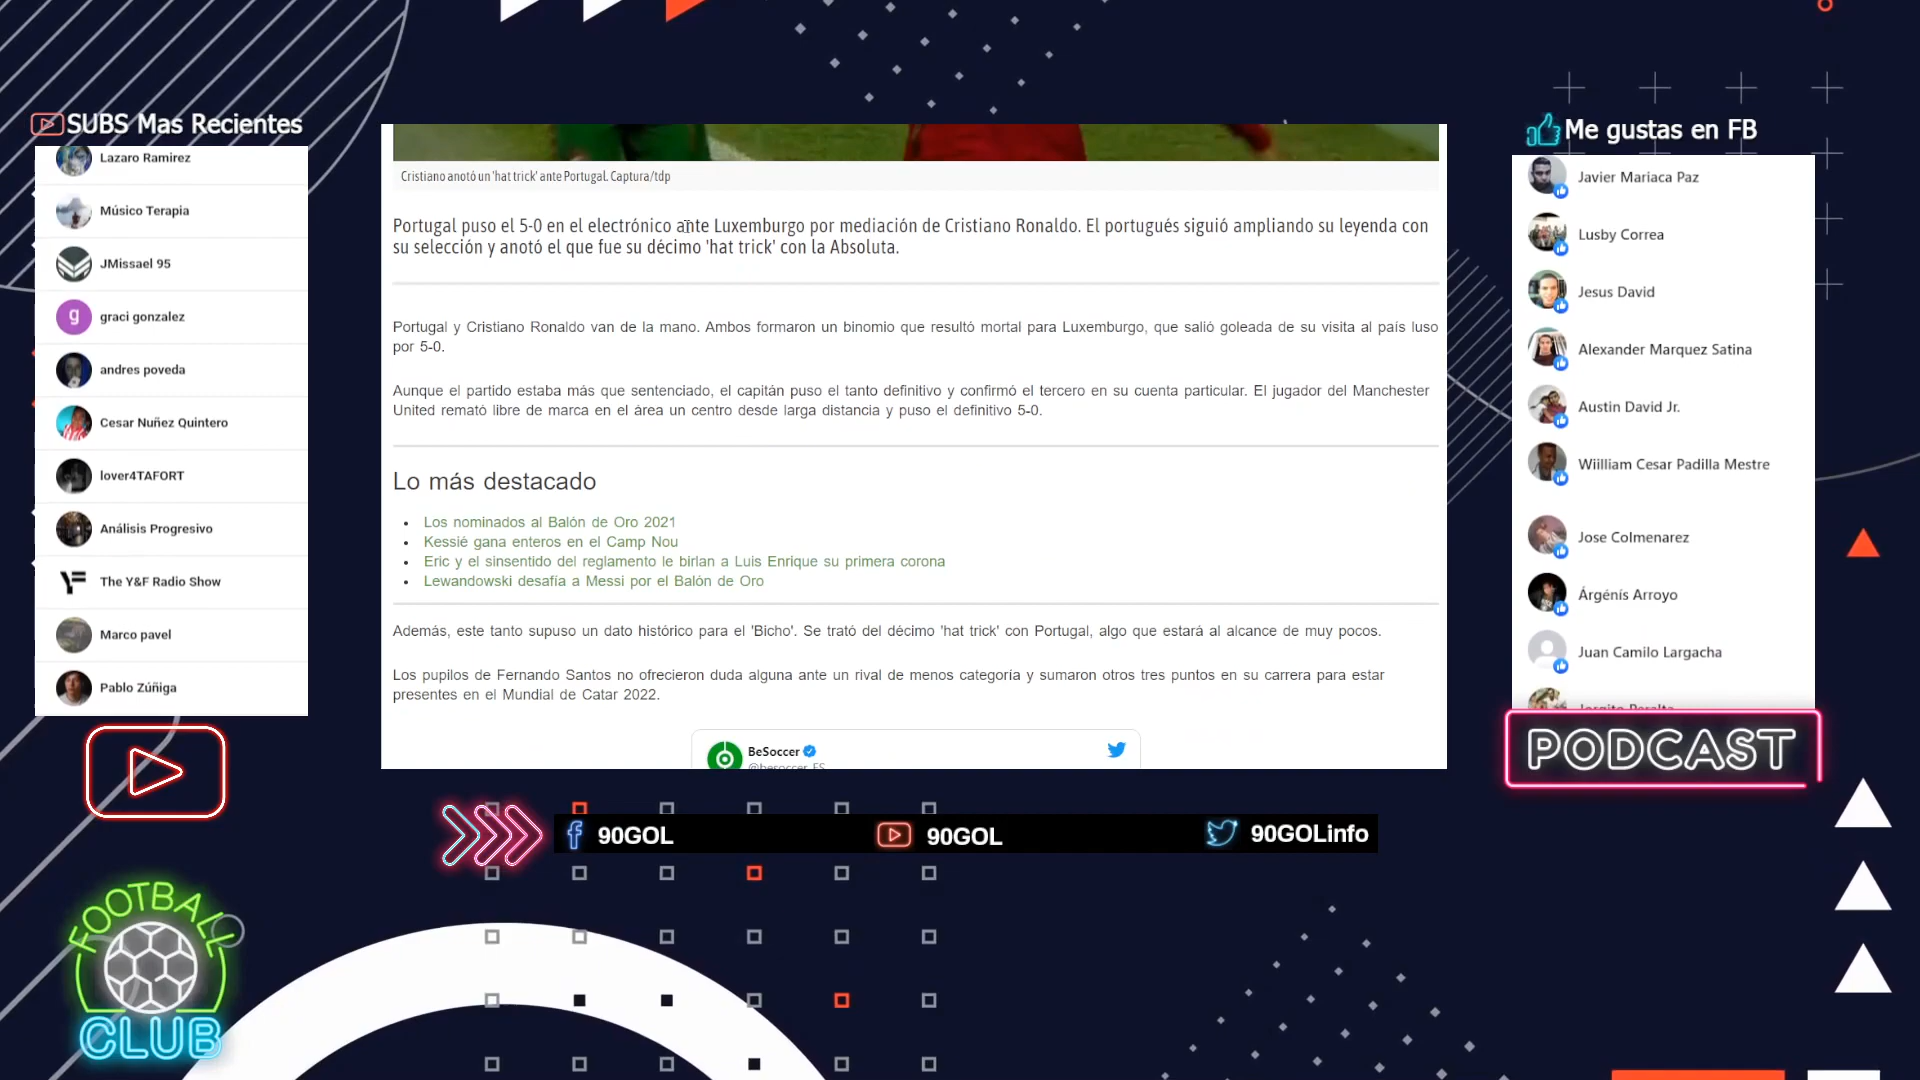 SUBS Mas Recientes
Lazaro Ramirez
Músico Terapia
JMissael 95
g
graci gonzalez
andres poveda
Cesar Nuñez Quintero
lover4TAFORT
Análisis Progresivo
The Y&F Radio Show
Marco pavel
Pablo Zúñiga
Cristiano anotó un 'hat trick' ante Portugal. Captura/tdp
Portugal puso el 5-0 en el electrónico ante Luxemburgo por mediación de Cristiano Ronaldo. El portugués siguió ampliando su leyenda con
su selección y anotó el que fue su décimo 'hat trick' con la Absoluta.
Portugal y Cristiano Ronaldo van de la mano. Ambos formaron un binomio que resultó mortal para Luxemburgo, que salió goleada de su visita al país luso
por 5-0.
Aunque el partido estaba más que sentenciado, el capitán puso el tanto definitivo y confirmó el tercero en su cuenta particular. El jugador del Manchester
United remató libre de marca en el área un centro desde larga distancia y puso el definitivo 5-0.
Lo más destacado
Los nominados al Balón de Oro 2021
Kessié gana enteros en el Camp Nou
Eric y el sinsentido del reglamento le birlan a Luis Enrique su primera corona
Lewandowski desafía a Messi por el Balón de Oro
Además, este tanto supuso un dato histórico para el 'Bicho'. Se trató del décimo 'hat trick' con Portugal, algo que estará al alcance de muy pocos.
Los pupilos de Fernando Santos no ofrecieron duda alguna ante un rival de menos categoría y sumaron otros tres puntos en su carrera para estar
presentes en el Mundial de Catar 2022.
BeSoccer
@besoccer_ES
Me gustas en FB
Javier Mariaca Paz
Lusby Correa
Jesus David
Alexander Marquez Satina
Austin David Jr.
Wiilliam Cesar Padilla Mestre
Jose Colmenarez
Árgénís Arroyo
Juan Camilo Largacha
Jorgito Peralta
PODCAST
90GOL
90GOL
90GOLinfo
FOOTBALL
CLUB